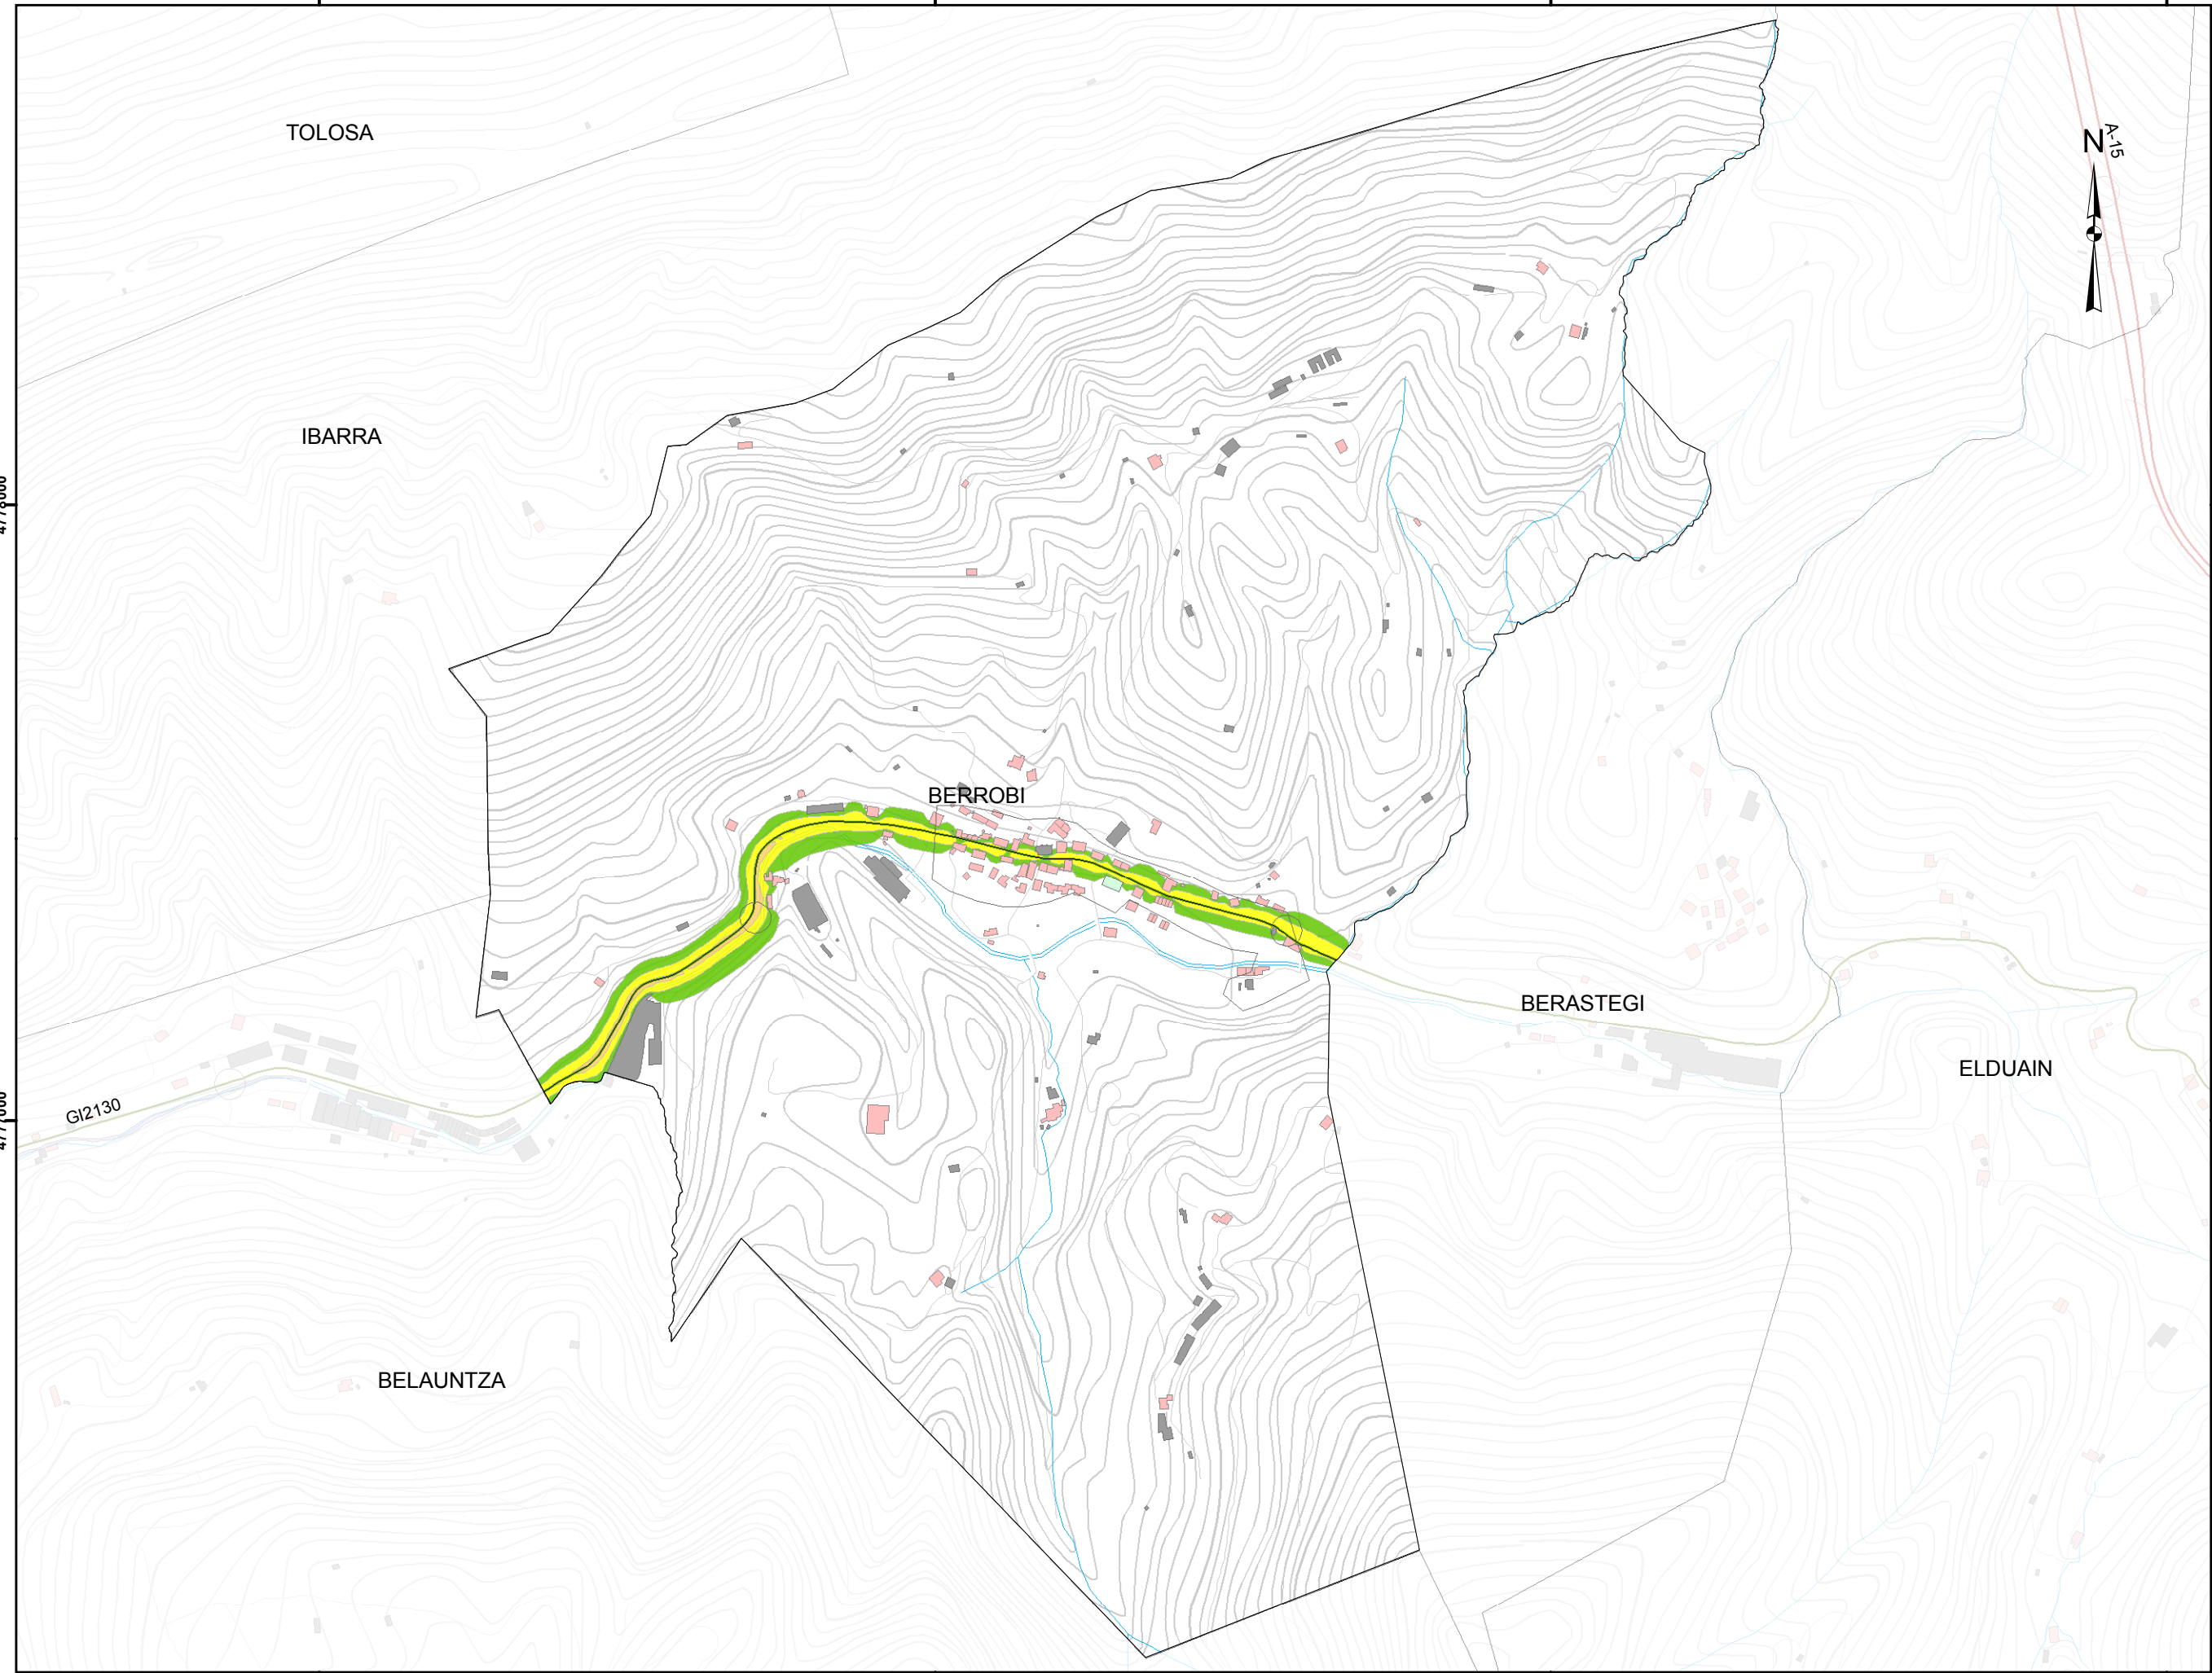 TOLOSA
N
A-15
IBARRA
BERROBI
BERASTEGI
ELDUAIN
GI2130
BELAUNTZA